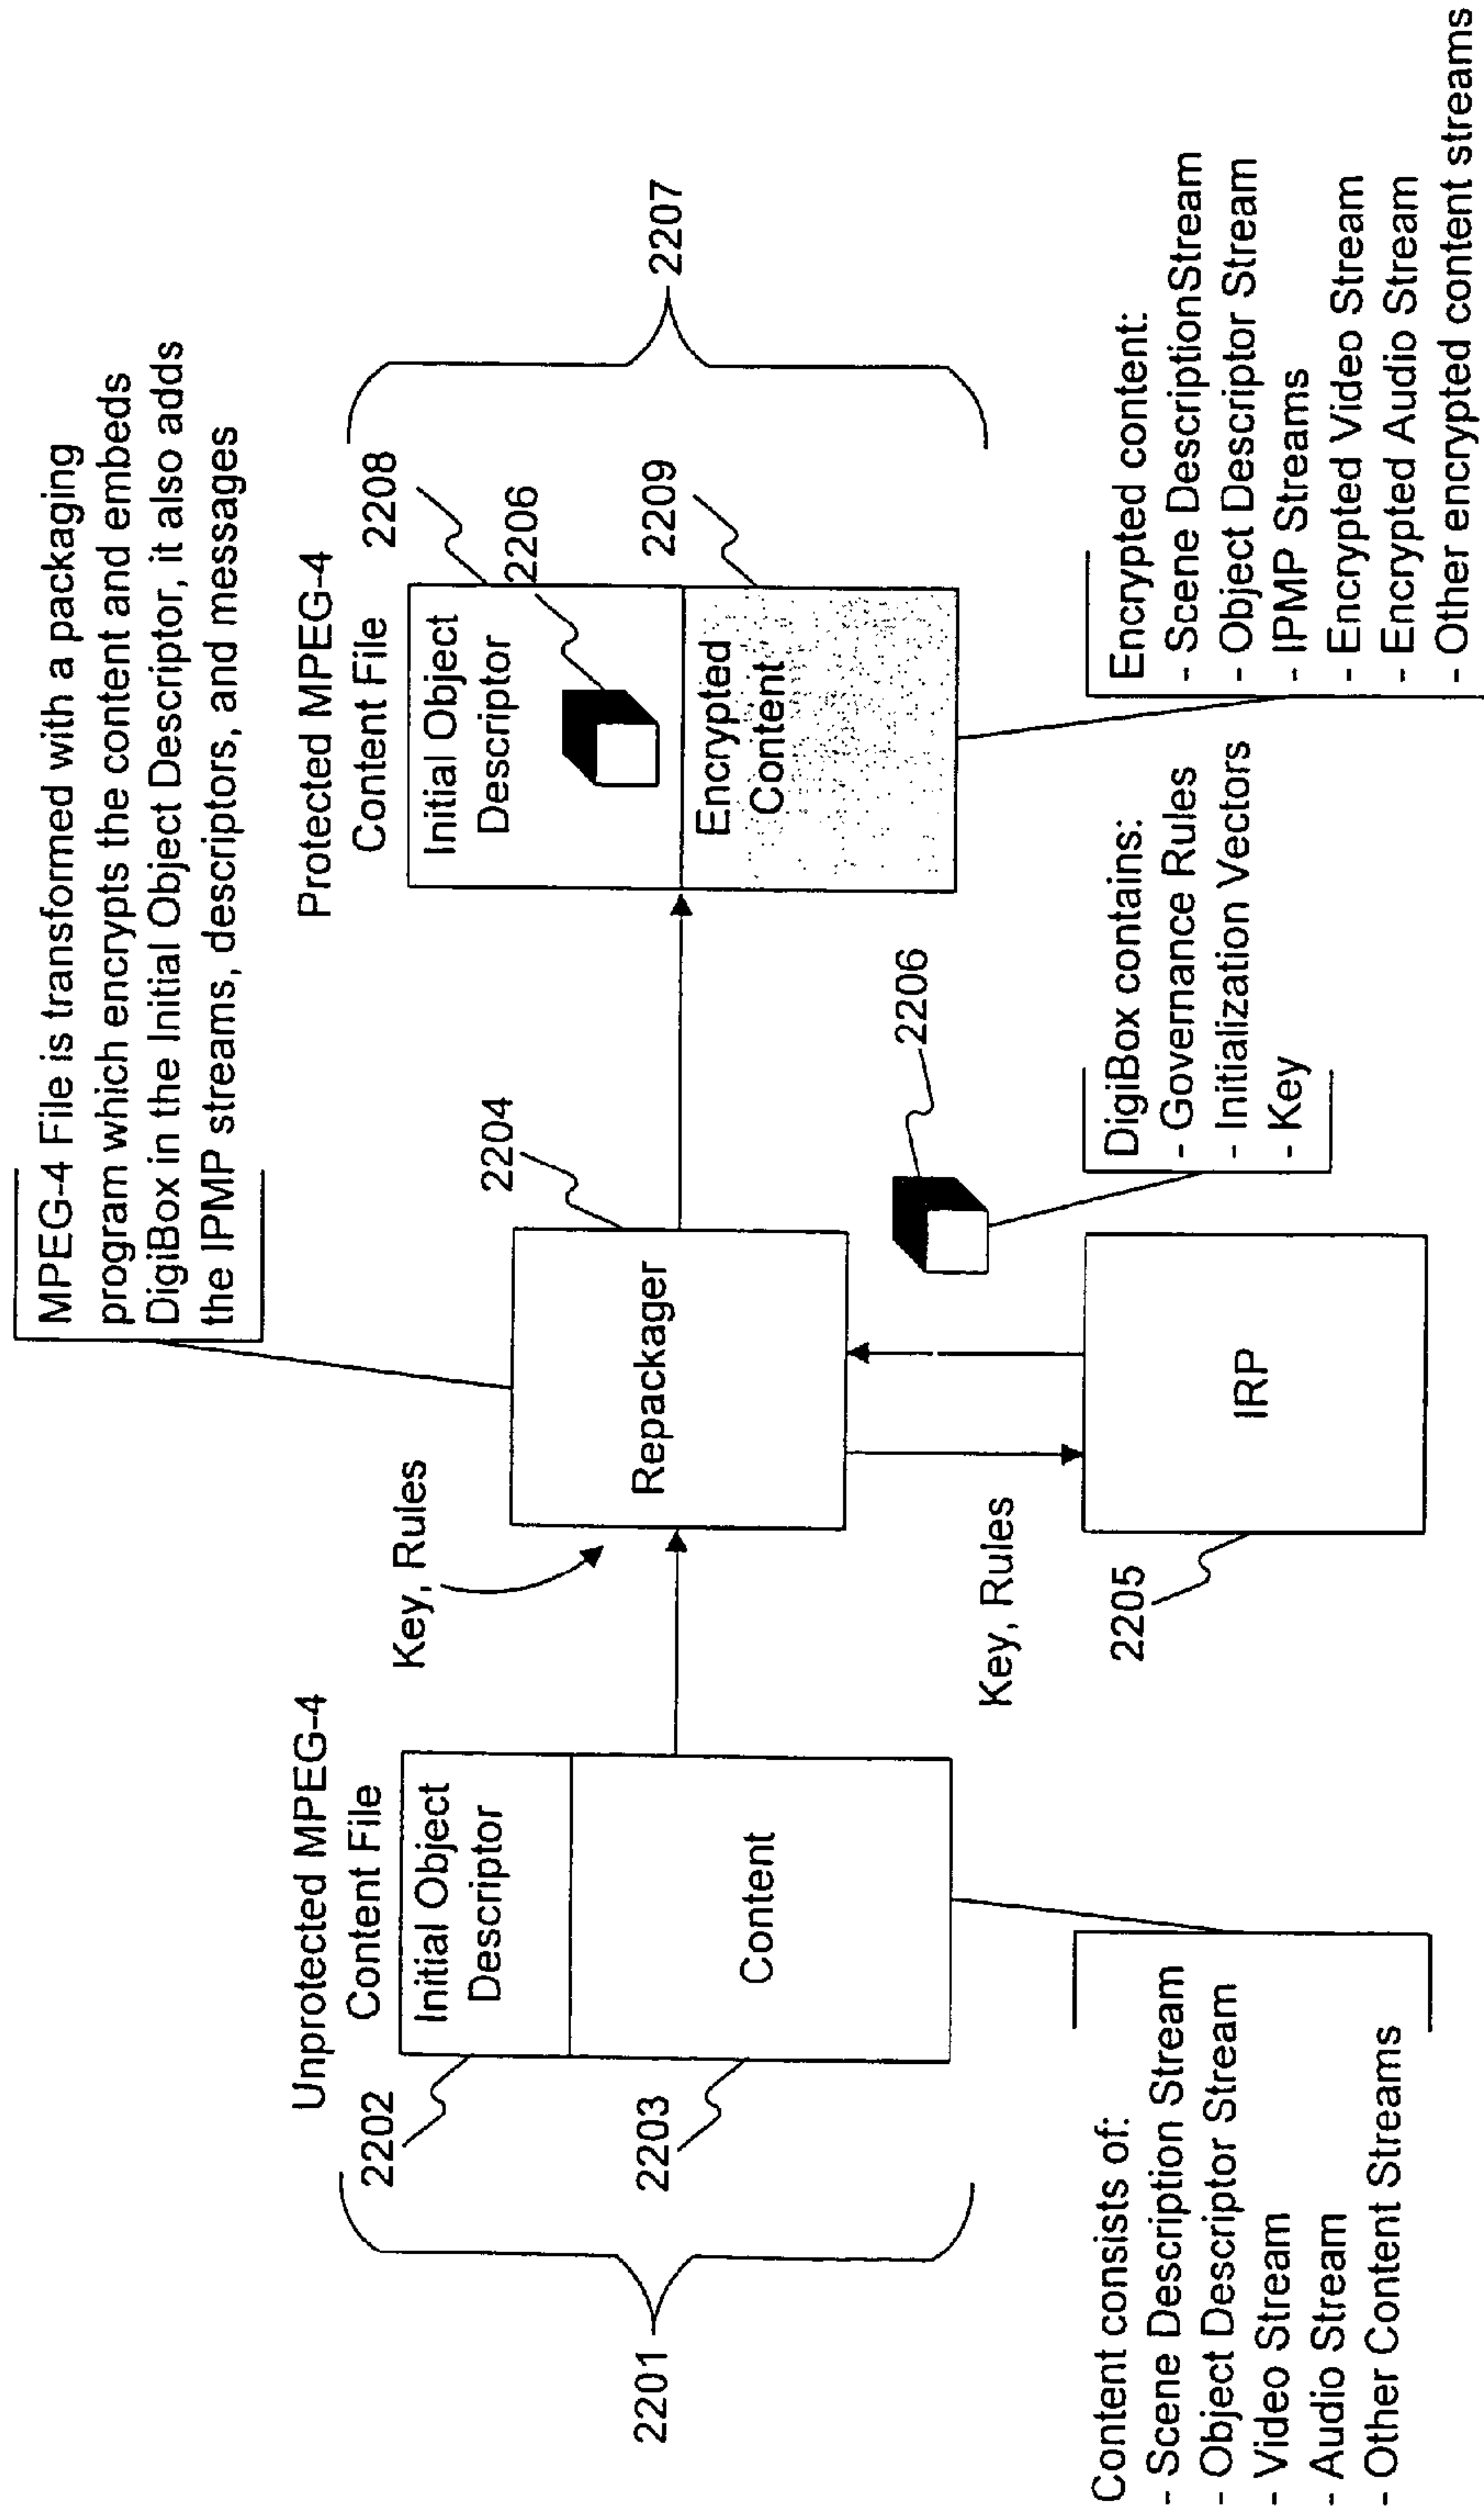 MPEG-4 File is transformed with a packaging
program which encrypts the content and embeds
DigiBox in the Initial Object Descriptor, it also adds
the IPMP streams, descriptors, and messages
Unprotected MPEG-4
Content File
2201
2202
Initial Object
Descriptor
2203
Content
Content consists of:
- Scene Description Stream
- Object Descriptor Stream
- Video Stream
- Audio Stream
- Other Content Streams
Key, Rules
2204
Repackager
Key, Rules
2205
IRP
2206
DigiBox contains:
- Governance Rules
- Initialization Vectors
- Key
Protected MPEG-4
Content File
2208
Initial Object
Descriptor
2206
2209
Encrypted
Content
2207
Encrypted content:
- Scene DescriptionStream
- Object Descriptor Stream
- IPMP Streams
- Encrypted Video Stream
- Encrypted Audio Stream
- Other encrypted content streams